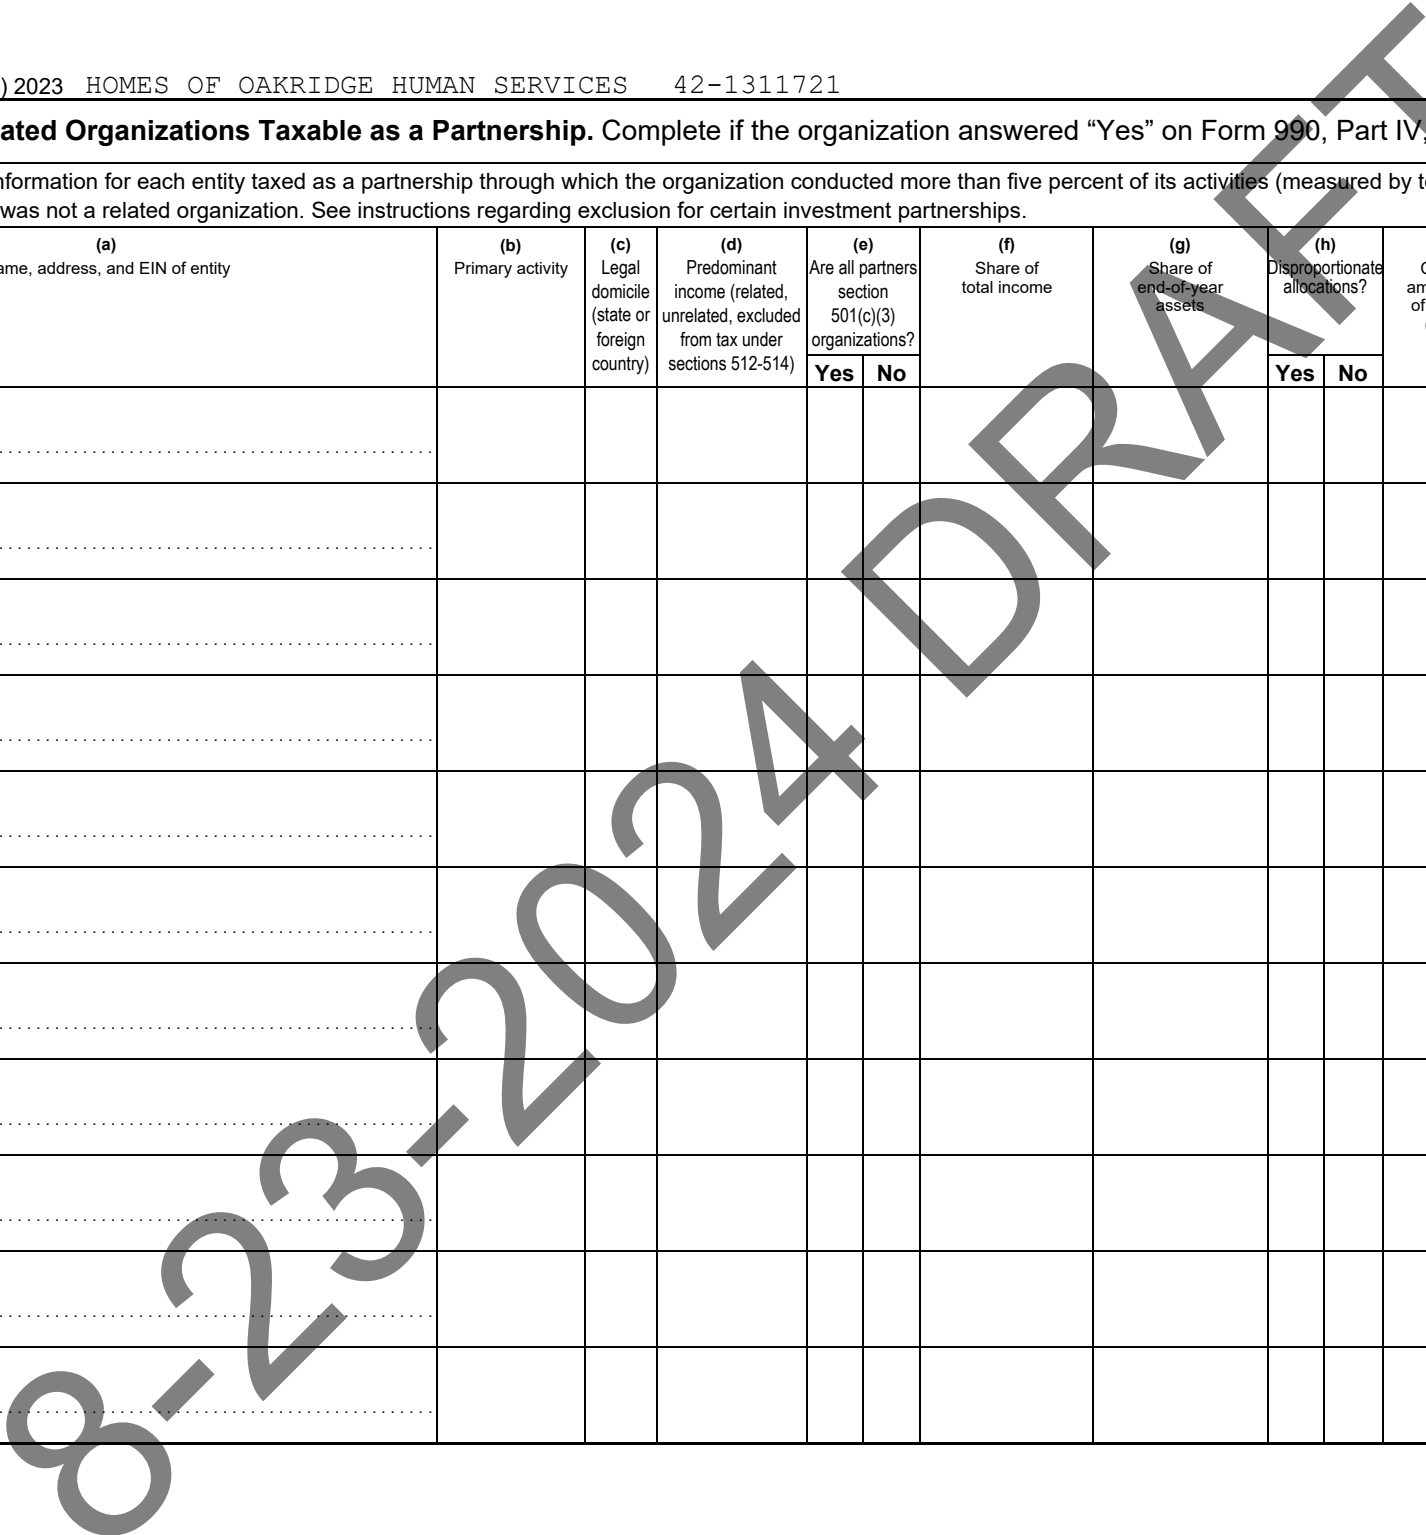 ) 2023 HOMES OF OAKRIDGE HUMAN SERVICES 42-1311721
ated Organizations Taxable as a Partnership. Complete if the organization answered “Yes” on Form 990, Part IV,
nformation for each entity taxed as a partnership through which the organization conducted more than five percent of its activities (measured by to
was not a related organization. See instructions regarding exclusion for certain investment partnerships.
(a)
ame, address, and EIN of entity
(b)
Primary activity
(c)
Legal
domicile
(state or
foreign
country)
(d)
Predominant
income (related,
unrelated, excluded
from tax under
sections 512-514)
(e)
Are all partners
section
501(c)(3)
organizations?
Yes No
(f)
Share of
total income
(g)
Share of
end-of-year
assets
(h)
Disproportionate
allocations?
Yes No
am
of
8-23-2024 DRAFT